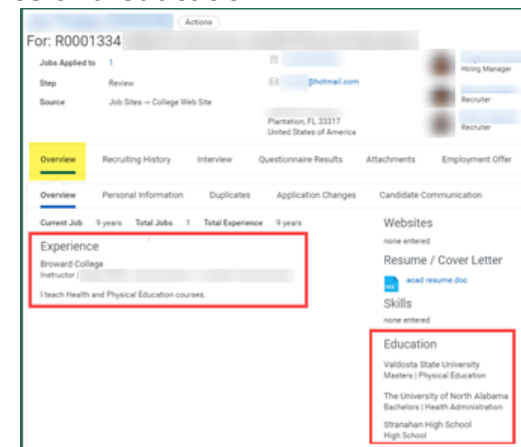 Actions
For: R0001334
Jobs Applied to 1
Step Review
Source Job Sites -> College Web Site
@hotmail.com
Plantation, FL 33317
United States of America
Hiring Manager
Recruiter
Recruiter
Overview Recruiting History Interview Questionnaire Results Attachments Employment Offer
Overview Personal Information Duplicates Application Changes Candidate Communication
Current Job 9 years Total Jobs 1 Total Experience 9 years
Experience
Broward College
Instructor |
I teach Health and Physical Education courses.
Websites
none entered
Resume / Cover Letter
acad resume.doc
Skills
none entered
Education
Valdosta State University
Masters | Physical Education
The University of North Alabama
Bachelors | Health Administration
Stranahan High School
High School